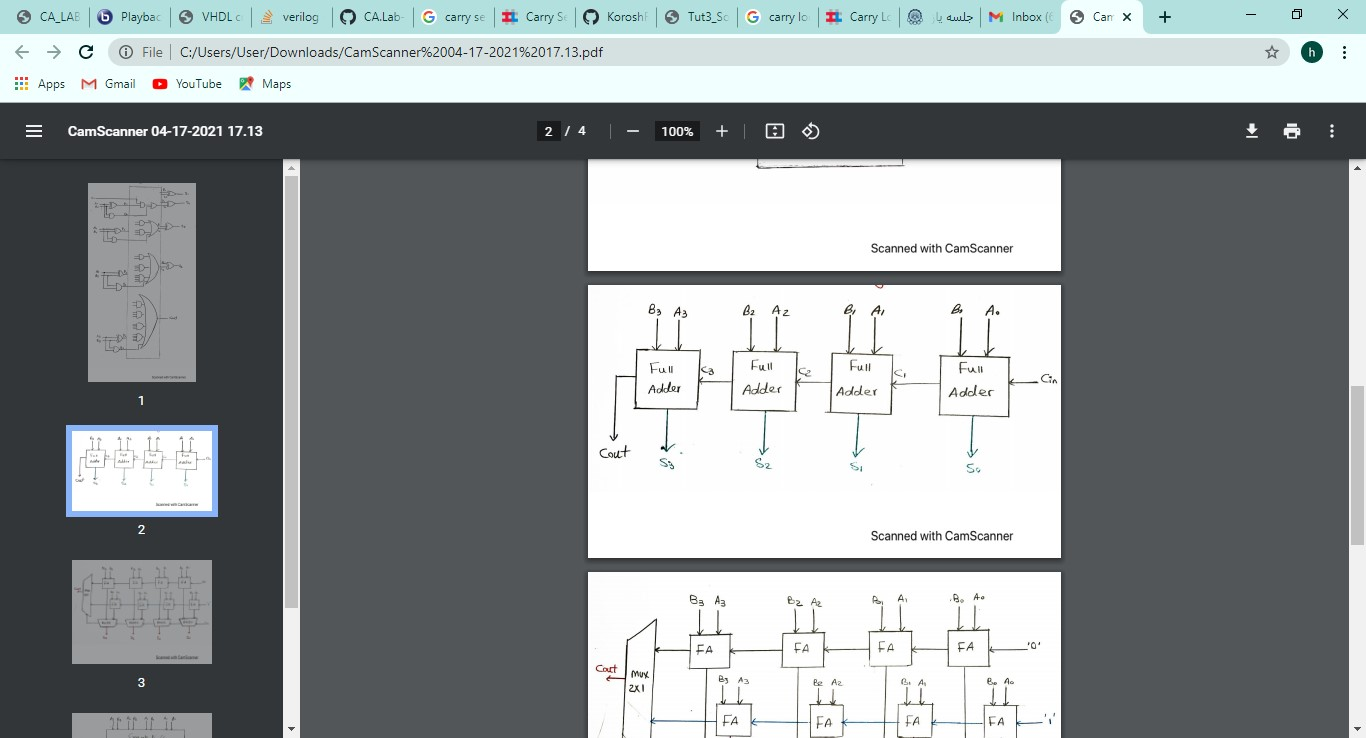 CA_LAB
Playbac
VHDL c
verilog
CA.Lab-
carry se
Carry Se
KoroshF
Tut3_So
carry lo
Carry Lo
جلسه یا
Inbox (6
Can
File | C:/Users/User/Downloads/CamScanner%2004-17-2021%2017.13.pdf
h
Apps Gmail YouTube Maps
CamScanner 04-17-2021 17.13
2 / 4
100%
Scanned with CamScanner
B3 A3 B2 A2 B1 A1 B0 A0
Full Adder
C3
Full Adder
C2
Full Adder
C1
Full Adder
Cin
Cout
S3 S2 S1 S0
Scanned with CamScanner
B3 A3 B2 A2 B1 A1 B0 A0
FA FA FA FA '0'
Cout
MUX
2X1
B3 A3 B2 A2 B1 A1 B0 A0
FA FA FA FA '1'
1
2
3